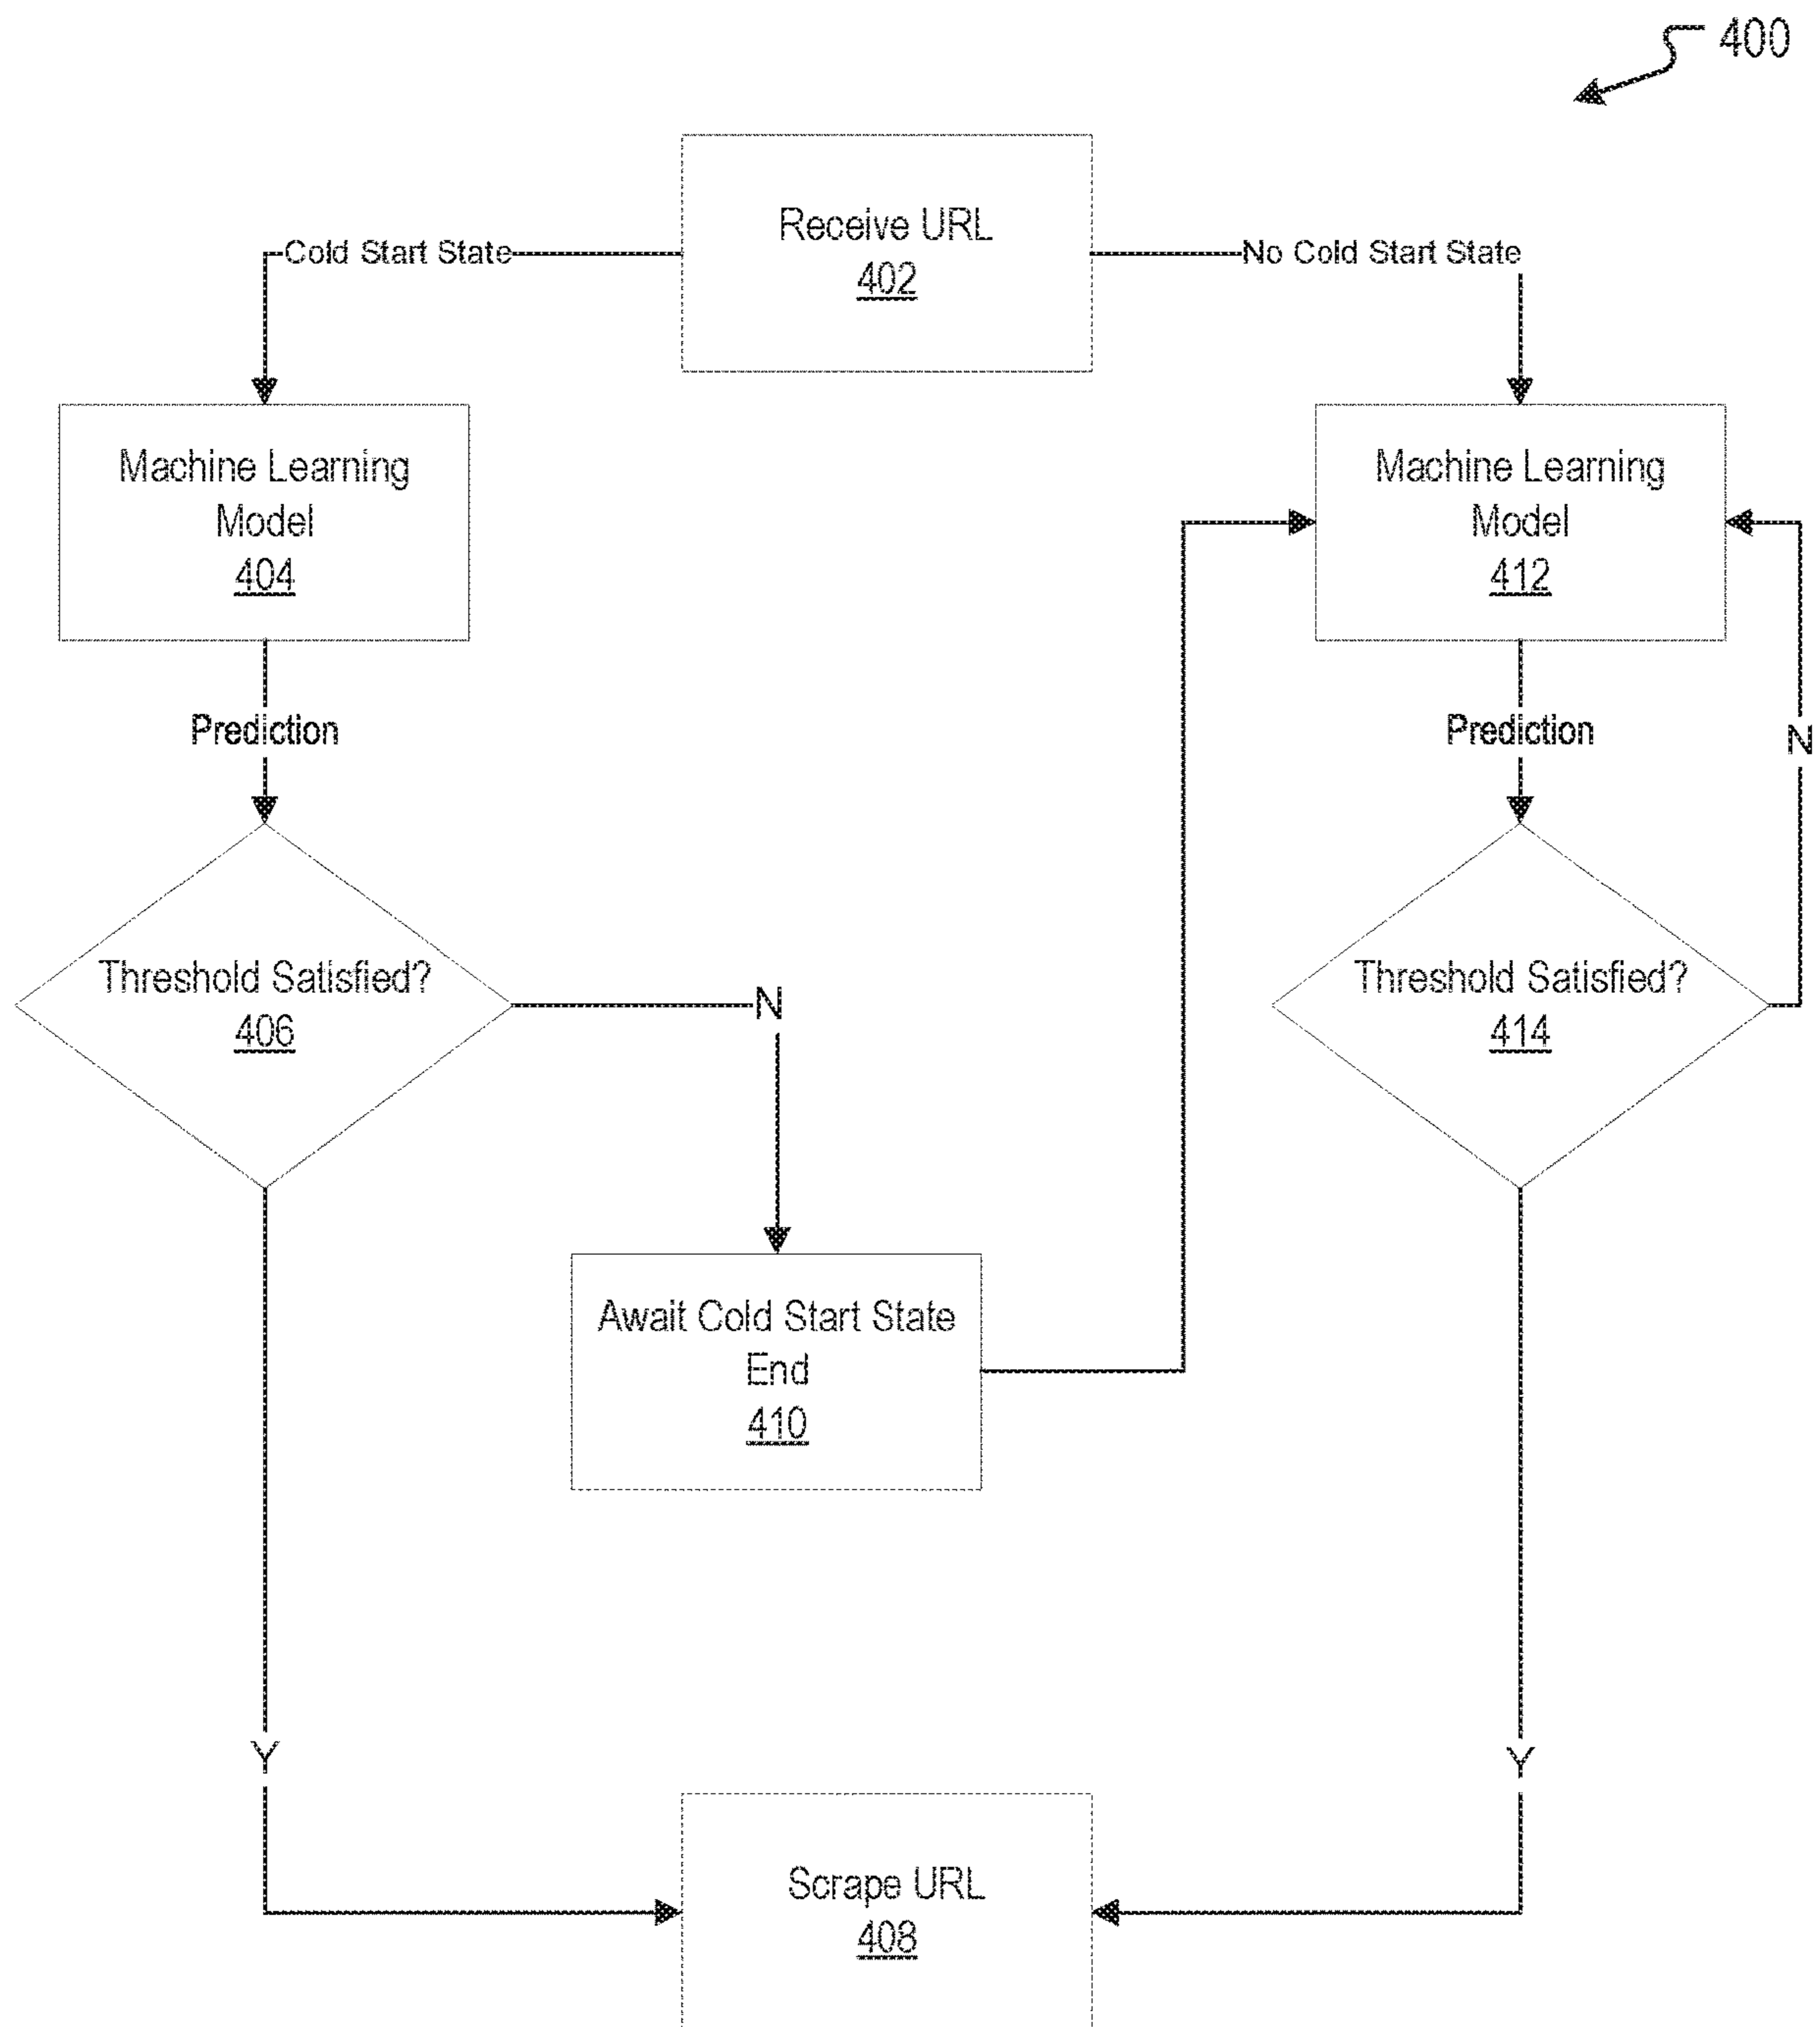 400
Receive URL
402
Cold Start State
No Cold Start State
Machine Learning
Model
404
Machine Learning
Model
412
Prediction
Prediction
N
Threshold Satisfied?
406
N
Threshold Satisfied?
414
Await Cold Start State
End
410
Y
Y
Scrape URL
408